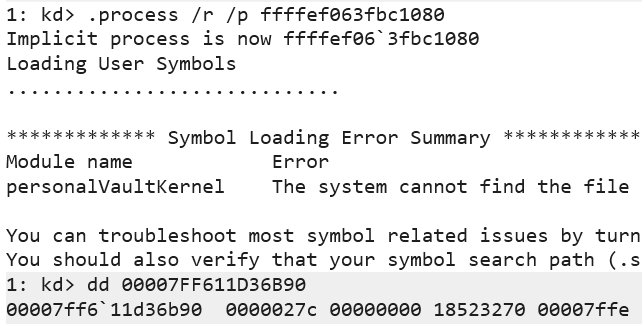 1: kd> .process /r /p ffffef063fbc1080
Implicit process is now ffffef06`3fbc1080
Loading User Symbols
.............................
************* Symbol Loading Error Summary ************
Module name Error
personalVaultKernel The system cannot find the file
You can troubleshoot most symbol related issues by turn
You should also verify that your symbol search path (.s
1: kd> dd 00007FF611D36B90
00007ff6`11d36b90 0000027c 00000000 18523270 00007ffe